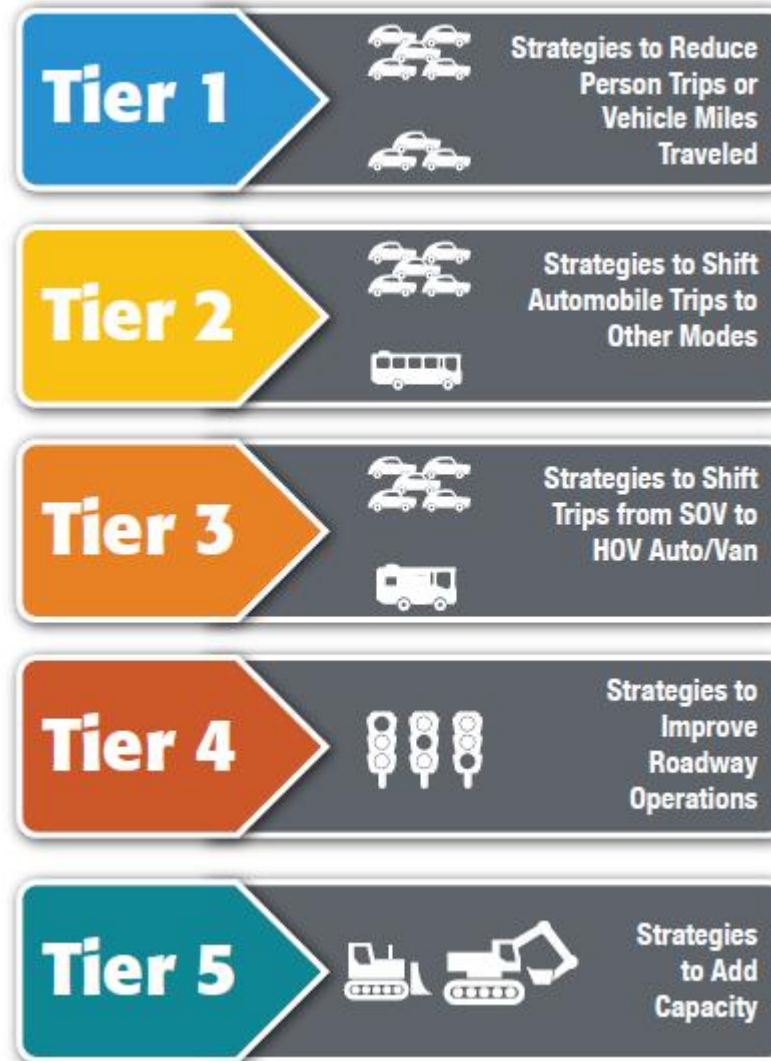 Tier 1
Strategies to Reduce
Person Trips or
Vehicle Miles
Traveled
Tier 2
Strategies to Shift
Automobile Trips to
Other Modes
Tier 3
Strategies to Shift
Trips from SOV to
HOV Auto/Van
Tier 4
Strategies to
Improve
Roadway
Operations
Tier 5
Strategies
to Add
Capacity